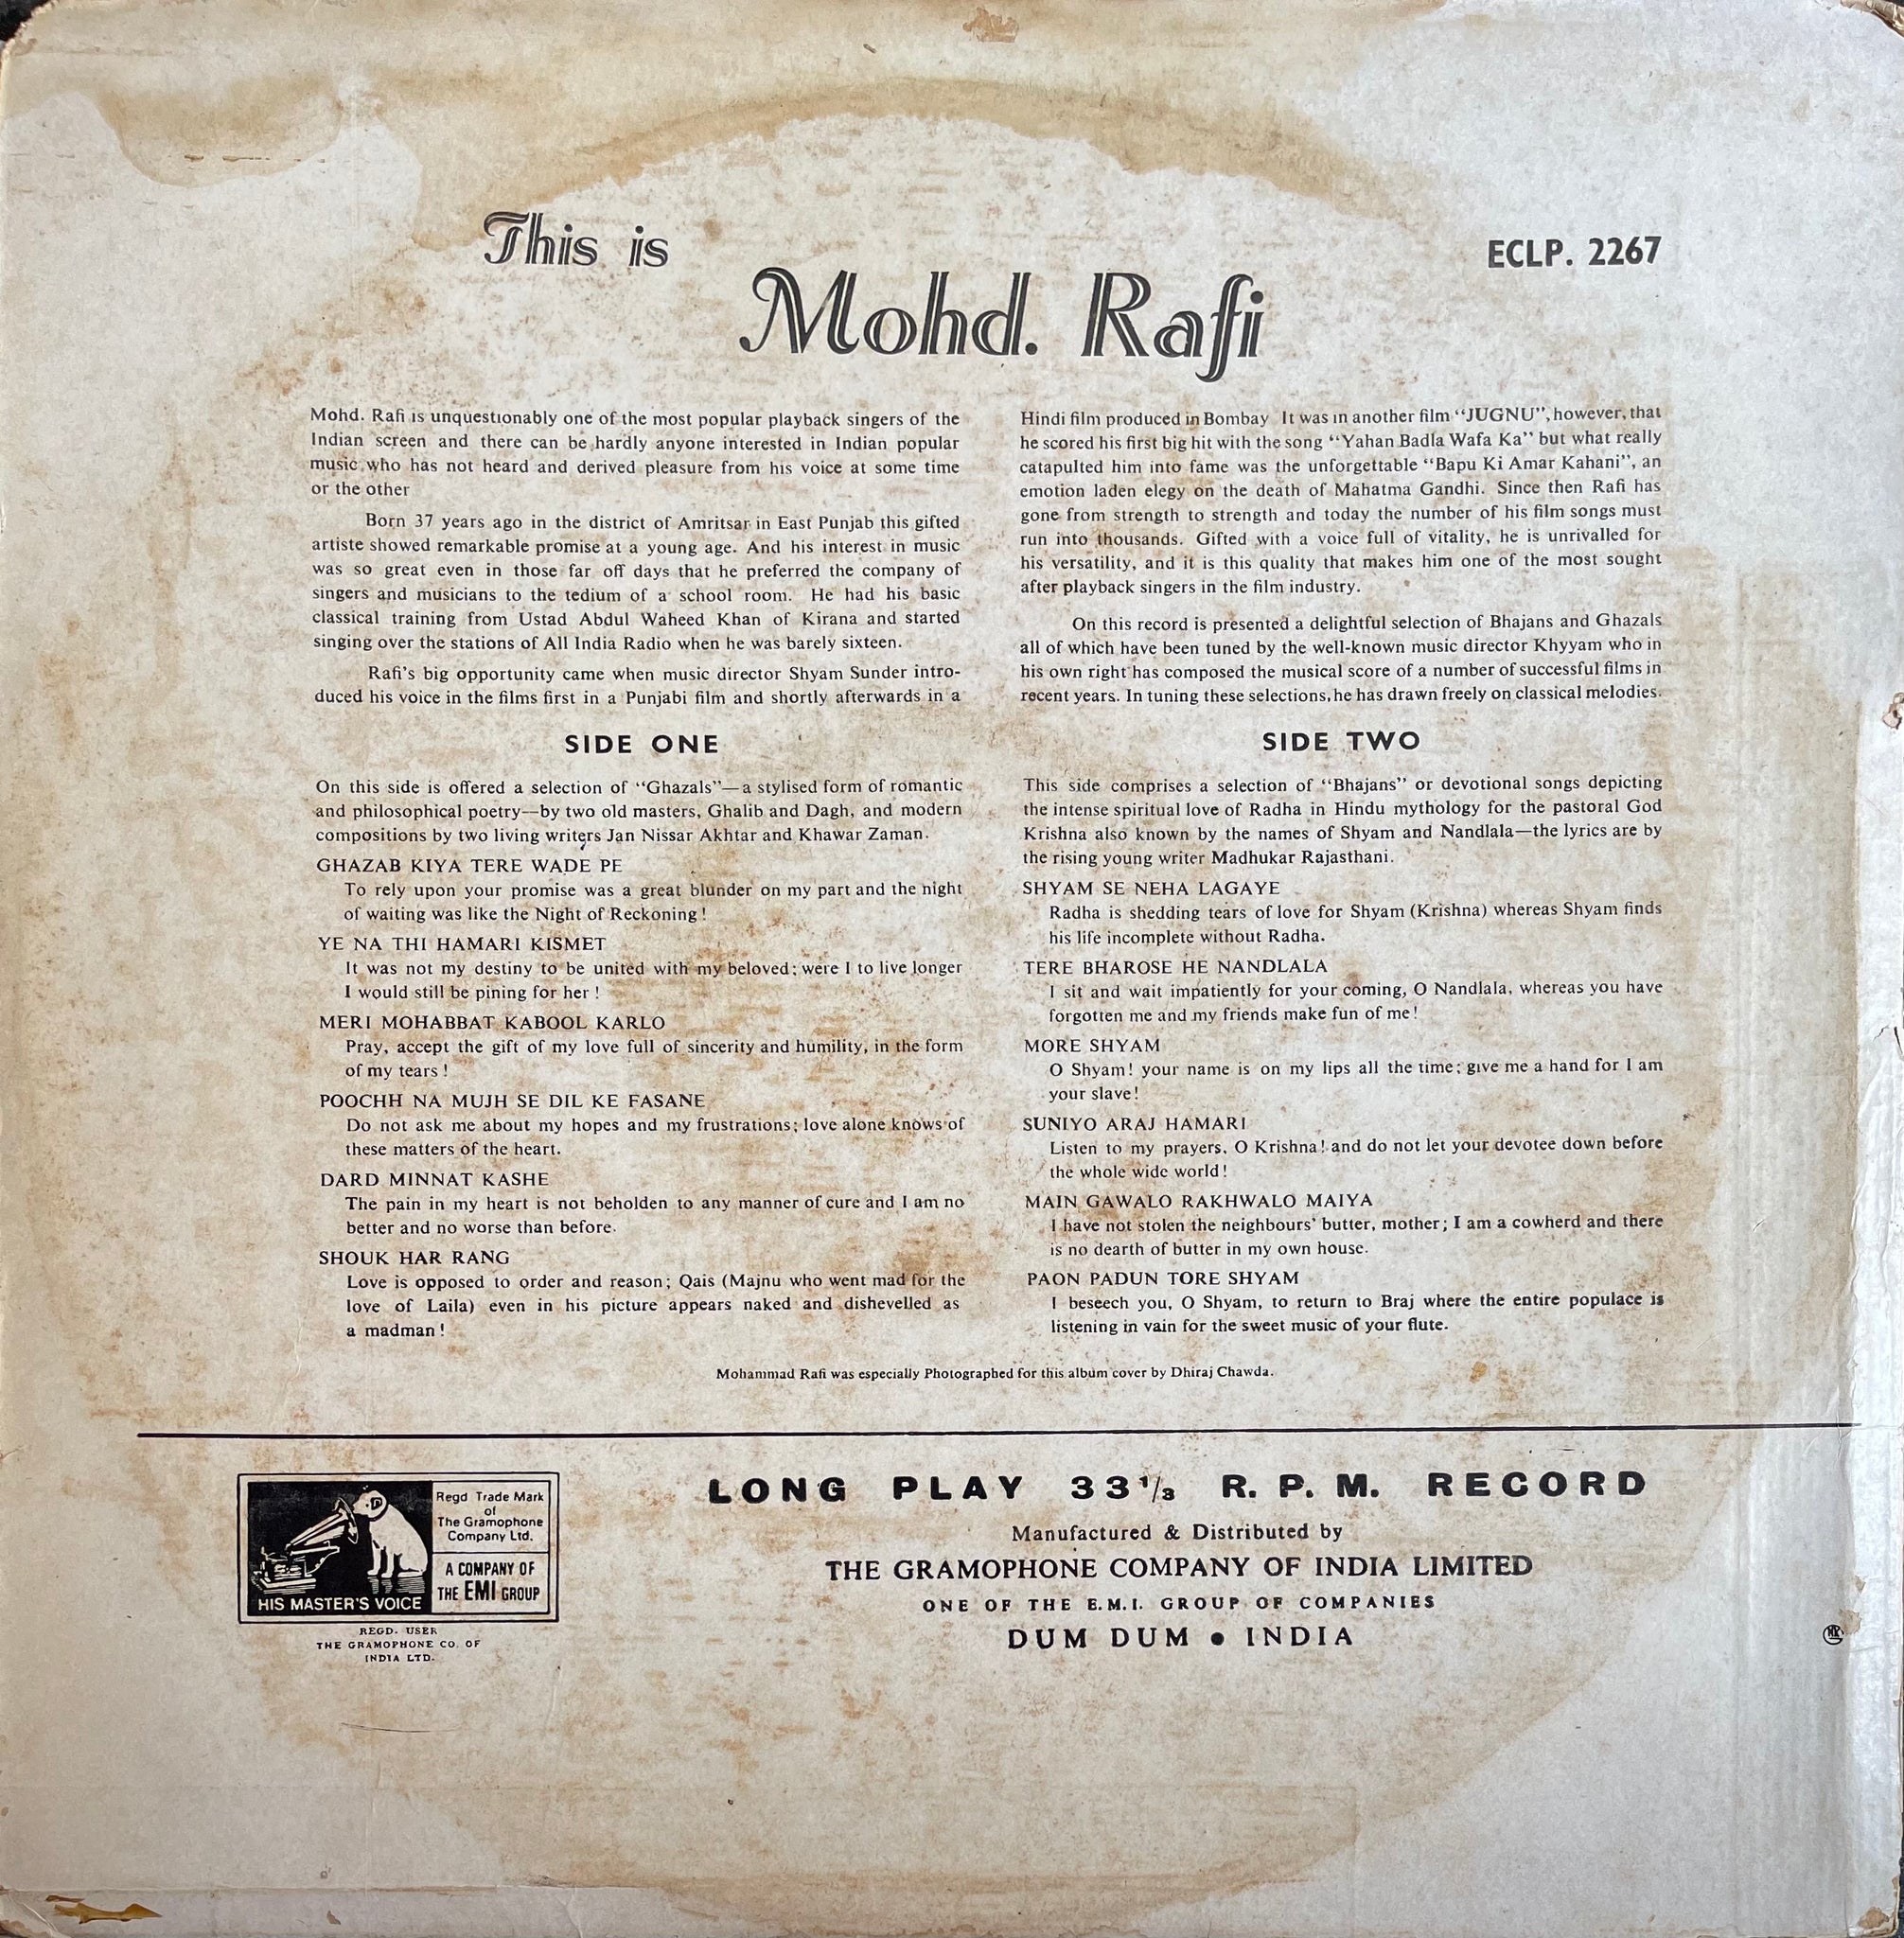 This is
ECLP. 2267
Mohd. Rafi
Mohd. Rafi is unquestionably one of the most popular playback singers of the
Indian screen and there can be hardly anyone interested in Indian popular
music who has not heard and derived pleasure from his voice at some time
or the other
Born 37 years ago in the district of Amritsar in East Punjab this gifted
artiste showed remarkable promise at a young age. And his interest in music
was so great even in those far off days that he preferred the company of
singers and musicians to the tedium of a school room. He had his basic
classical training from Ustad Abdul Waheed Khan of Kirana and started
singing over the stations of All India Radio when he was barely sixteen.
Rafi's big opportunity came when music director Shyam Sunder intro-
duced his voice in the films first in a Punjabi film and shortly afterwards in a
Hindi film produced in Bombay It was in another film "JUGNU", however, that
he scored his first big hit with the song "Yahan Badla Wafa Ka" but what really
catapulted him into fame was the unforgettable "Bapu Ki Amar Kahani", an
emotion laden elegy on the death of Mahatma Gandhi. Since then Rafi has
gone from strength to strength and today the number of his film songs must
run into thousands. Gifted with a voice full of vitality, he is unrivalled for
his versatility, and it is this quality that makes him one of the most sought
after playback singers in the film industry.
On this record is presented a delightful selection of Bhajans and Ghazals
all of which have been tuned by the well-known music director Khyyam who in
his own right has composed the musical score of a number of successful films in
recent years. In tuning these selections, he has drawn freely on classical melodies.
SIDE ONE
On this side is offered a selection of "Ghazals"—a stylised form of romantic
and philosophical poetry—by two old masters, Ghalib and Dagh, and modern
compositions by two living writers Jan Nissar Akhtar and Khawar Zaman.
GHAZAB KIYA TERE WADE PE
To rely upon your promise was a great blunder on my part and the night
of waiting was like the Night of Reckoning !
YE NA THI HAMARI KISMET
It was not my destiny to be united with my beloved; were I to live longer
I would still be pining for her !
MERI MOHABBAT KABOOL KARLO
Pray, accept the gift of my love full of sincerity and humility, in the form
of my tears !
POOCHH NA MUJH SE DIL KE FASANE
Do not ask me about my hopes and my frustrations; love alone knows of
these matters of the heart.
DARD MINNAT KASHE
The pain in my heart is not beholden to any manner of cure and I am no
better and no worse than before.
SHOUK HAR RANG
Love is opposed to order and reason; Qais (Majnu who went mad for the
love of Laila) even in his picture appears naked and dishevelled as
a madman !
SIDE TWO
This side comprises a selection of "Bhajans" or devotional songs depicting
the intense spiritual love of Radha in Hindu mythology for the pastoral God
Krishna also known by the names of Shyam and Nandlala—the lyrics are by
the rising young writer Madhukar Rajasthani.
SHYAM SE NEHA LAGAYE
Radha is shedding tears of love for Shyam (Krishna) whereas Shyam finds
his life incomplete without Radha.
TERE BHAROSE HE NANDLALA
I sit and wait impatiently for your coming, O Nandlala, whereas you have
forgotten me and my friends make fun of me!
MORE SHYAM
O Shyam! your name is on my lips all the time; give me a hand for I am
your slave!
SUNIYO ARAJ HAMARI
Listen to my prayers, O Krishna! and do not let your devotee down before
the whole wide world!
MAIN GAWALO RAKHWALO MAIYA
I have not stolen the neighbours' butter, mother; I am a cowherd and there
is no dearth of butter in my own house.
PAON PADUN TORE SHYAM
I beseech you, O Shyam, to return to Braj where the entire populace is
listening in vain for the sweet music of your flute.
Mohammad Rafi was especially Photographed for this album cover by Dhiraj Chawda.
HIS MASTER'S VOICE
Regd Trade Mark
of
The Gramophone
Company Ltd.
A COMPANY OF
THE EMI GROUP
REGD. USER
THE GRAMOPHONE CO. OF
INDIA LTD.
LONG PLAY 33 1/3 R. P. M. RECORD
Manufactured & Distributed by
THE GRAMOPHONE COMPANY OF INDIA LIMITED
ONE OF THE E.M.I. GROUP OF COMPANIES
DUM DUM ● INDIA